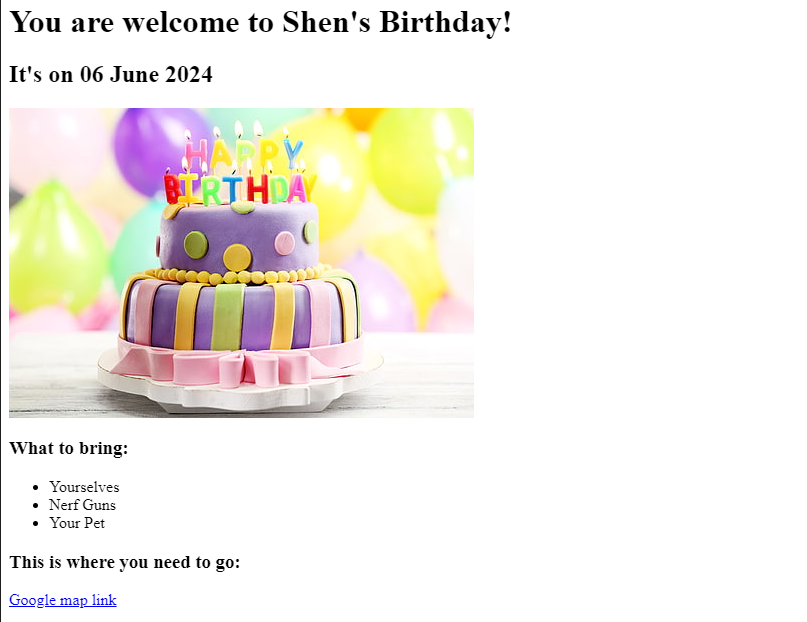 You are welcome to Shen's Birthday!
It's on 06 June 2024
HAPPY
BIRTHDAY
What to bring:
Yourselves
Nerf Guns
Your Pet
This is where you need to go:
Google map link